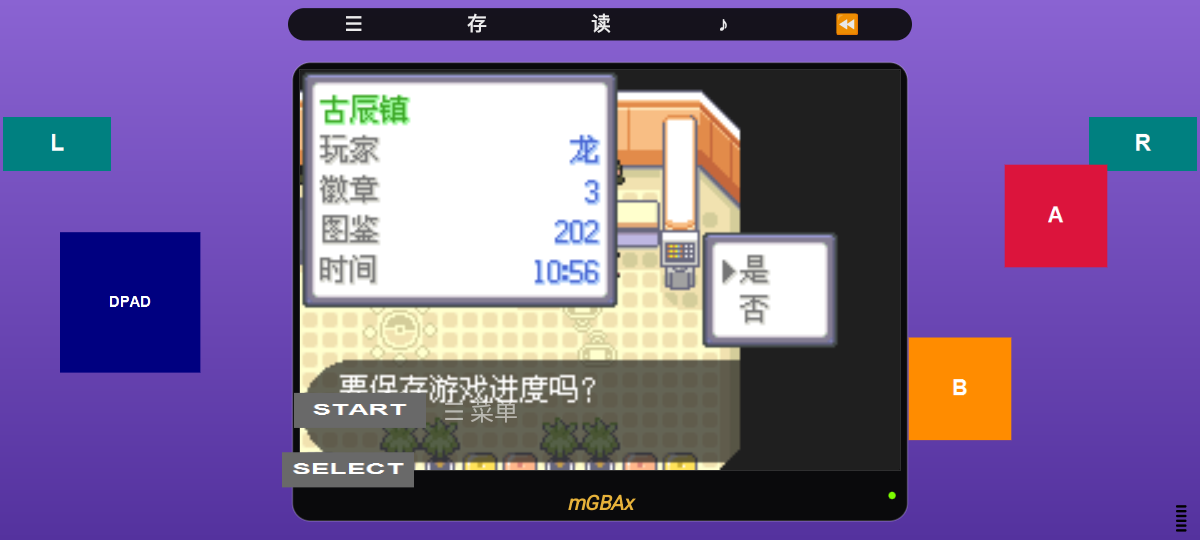 ☰ 存 读 ♪ ⏪
L
R
A
DPAD
B
古辰镇
玩家 龙
徽章 3
图鉴 202
时间 10:56
▶是
否
要保存游戏进度吗?
START
☰ 菜单
SELECT
mGBAx